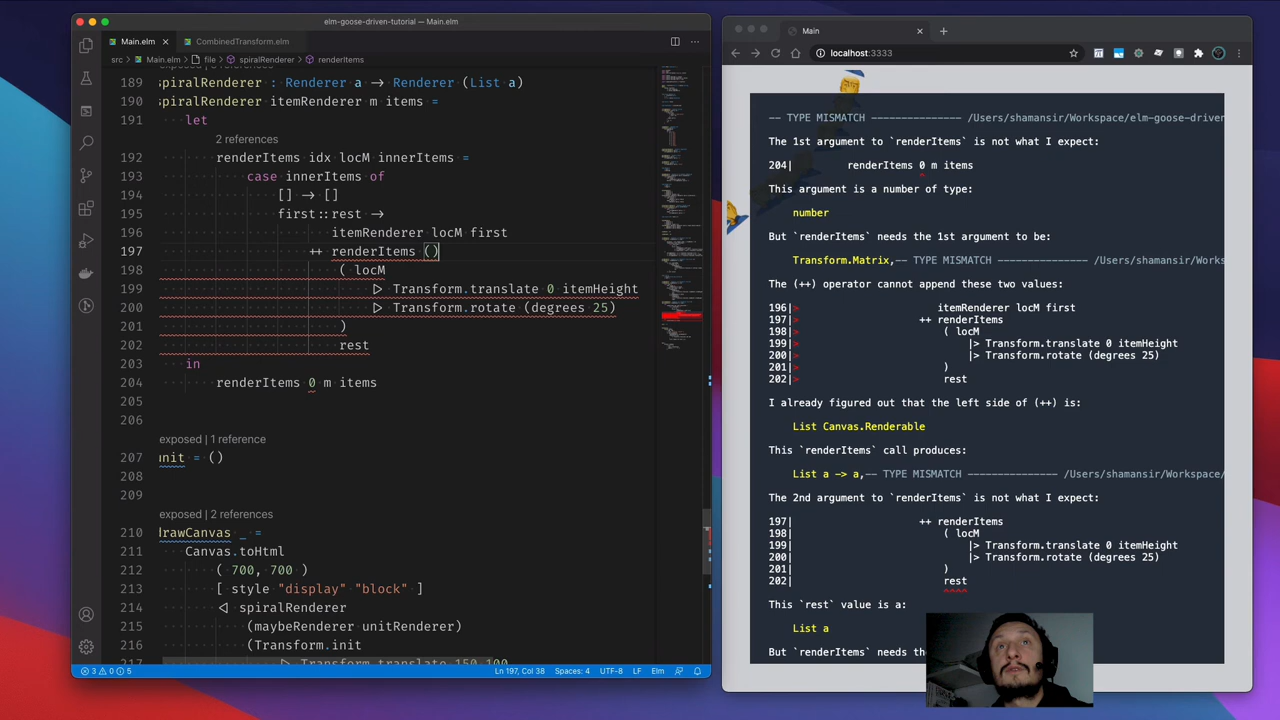 elm-goose-driven-tutorial — Main.elm
Main.elm
CombinedTransform.elm
src > Main.elm > file > spiralRenderer > renderItems
189 spiralRenderer : Renderer a → Renderer (List a)
190 spiralRenderer itemRenderer m items =
191 let
2 references
192 renderItems idx locM innerItems =
193 case innerItems of
194 [] → []
195 first::rest →
196 itemRenderer locM first
197 ++ renderItems ()
198 ( locM
199 ▷ Transform.translate 0 itemHeight
200 ▷ Transform.rotate (degrees 25)
201 )
202 rest
203 in
204 renderItems 0 m items
205
206
exposed | 1 reference
207 unit = ()
208
209
exposed | 2 references
210 drawCanvas _ =
211 Canvas.toHtml
212 ( 700, 700 )
213 [ style "display" "block" ]
214 ◁ spiralRenderer
215 (maybeRenderer unitRenderer)
216 (Transform.init
217 ▷ Transform.translate 150 100
3 0 5
Ln 197, Col 38
Spaces: 4
UTF-8
LF
Elm
Main
localhost:3333
-- TYPE MISMATCH --------------- /Users/shamansir/Workspace/elm-goose-driver
The 1st argument to `renderItems` is not what I expect:
204| renderItems 0 m items
^
This argument is a number of type:
number
But `renderItems` needs the 1st argument to be:
Transform.Matrix,-- TYPE MISMATCH --------------- /Users/shamansir/Works
The (++) operator cannot append these two values:
196|> itemRenderer locM first
197|> ++ renderItems
198|> ( locM
199|> |> Transform.translate 0 itemHeight
200|> |> Transform.rotate (degrees 25)
201|> )
202|> rest
I already figured out that the left side of (++) is:
List Canvas.Renderable
This `renderItems` call produces:
List a -> a,-- TYPE MISMATCH --------------- /Users/shamansir/Workspace/
The 2nd argument to `renderItems` is not what I expect:
197| ++ renderItems
198| ( locM
199| |> Transform.translate 0 itemHeight
200| |> Transform.rotate (degrees 25)
201| )
202| rest
^^^^
This `rest` value is a:
List a
But `renderItems` needs the